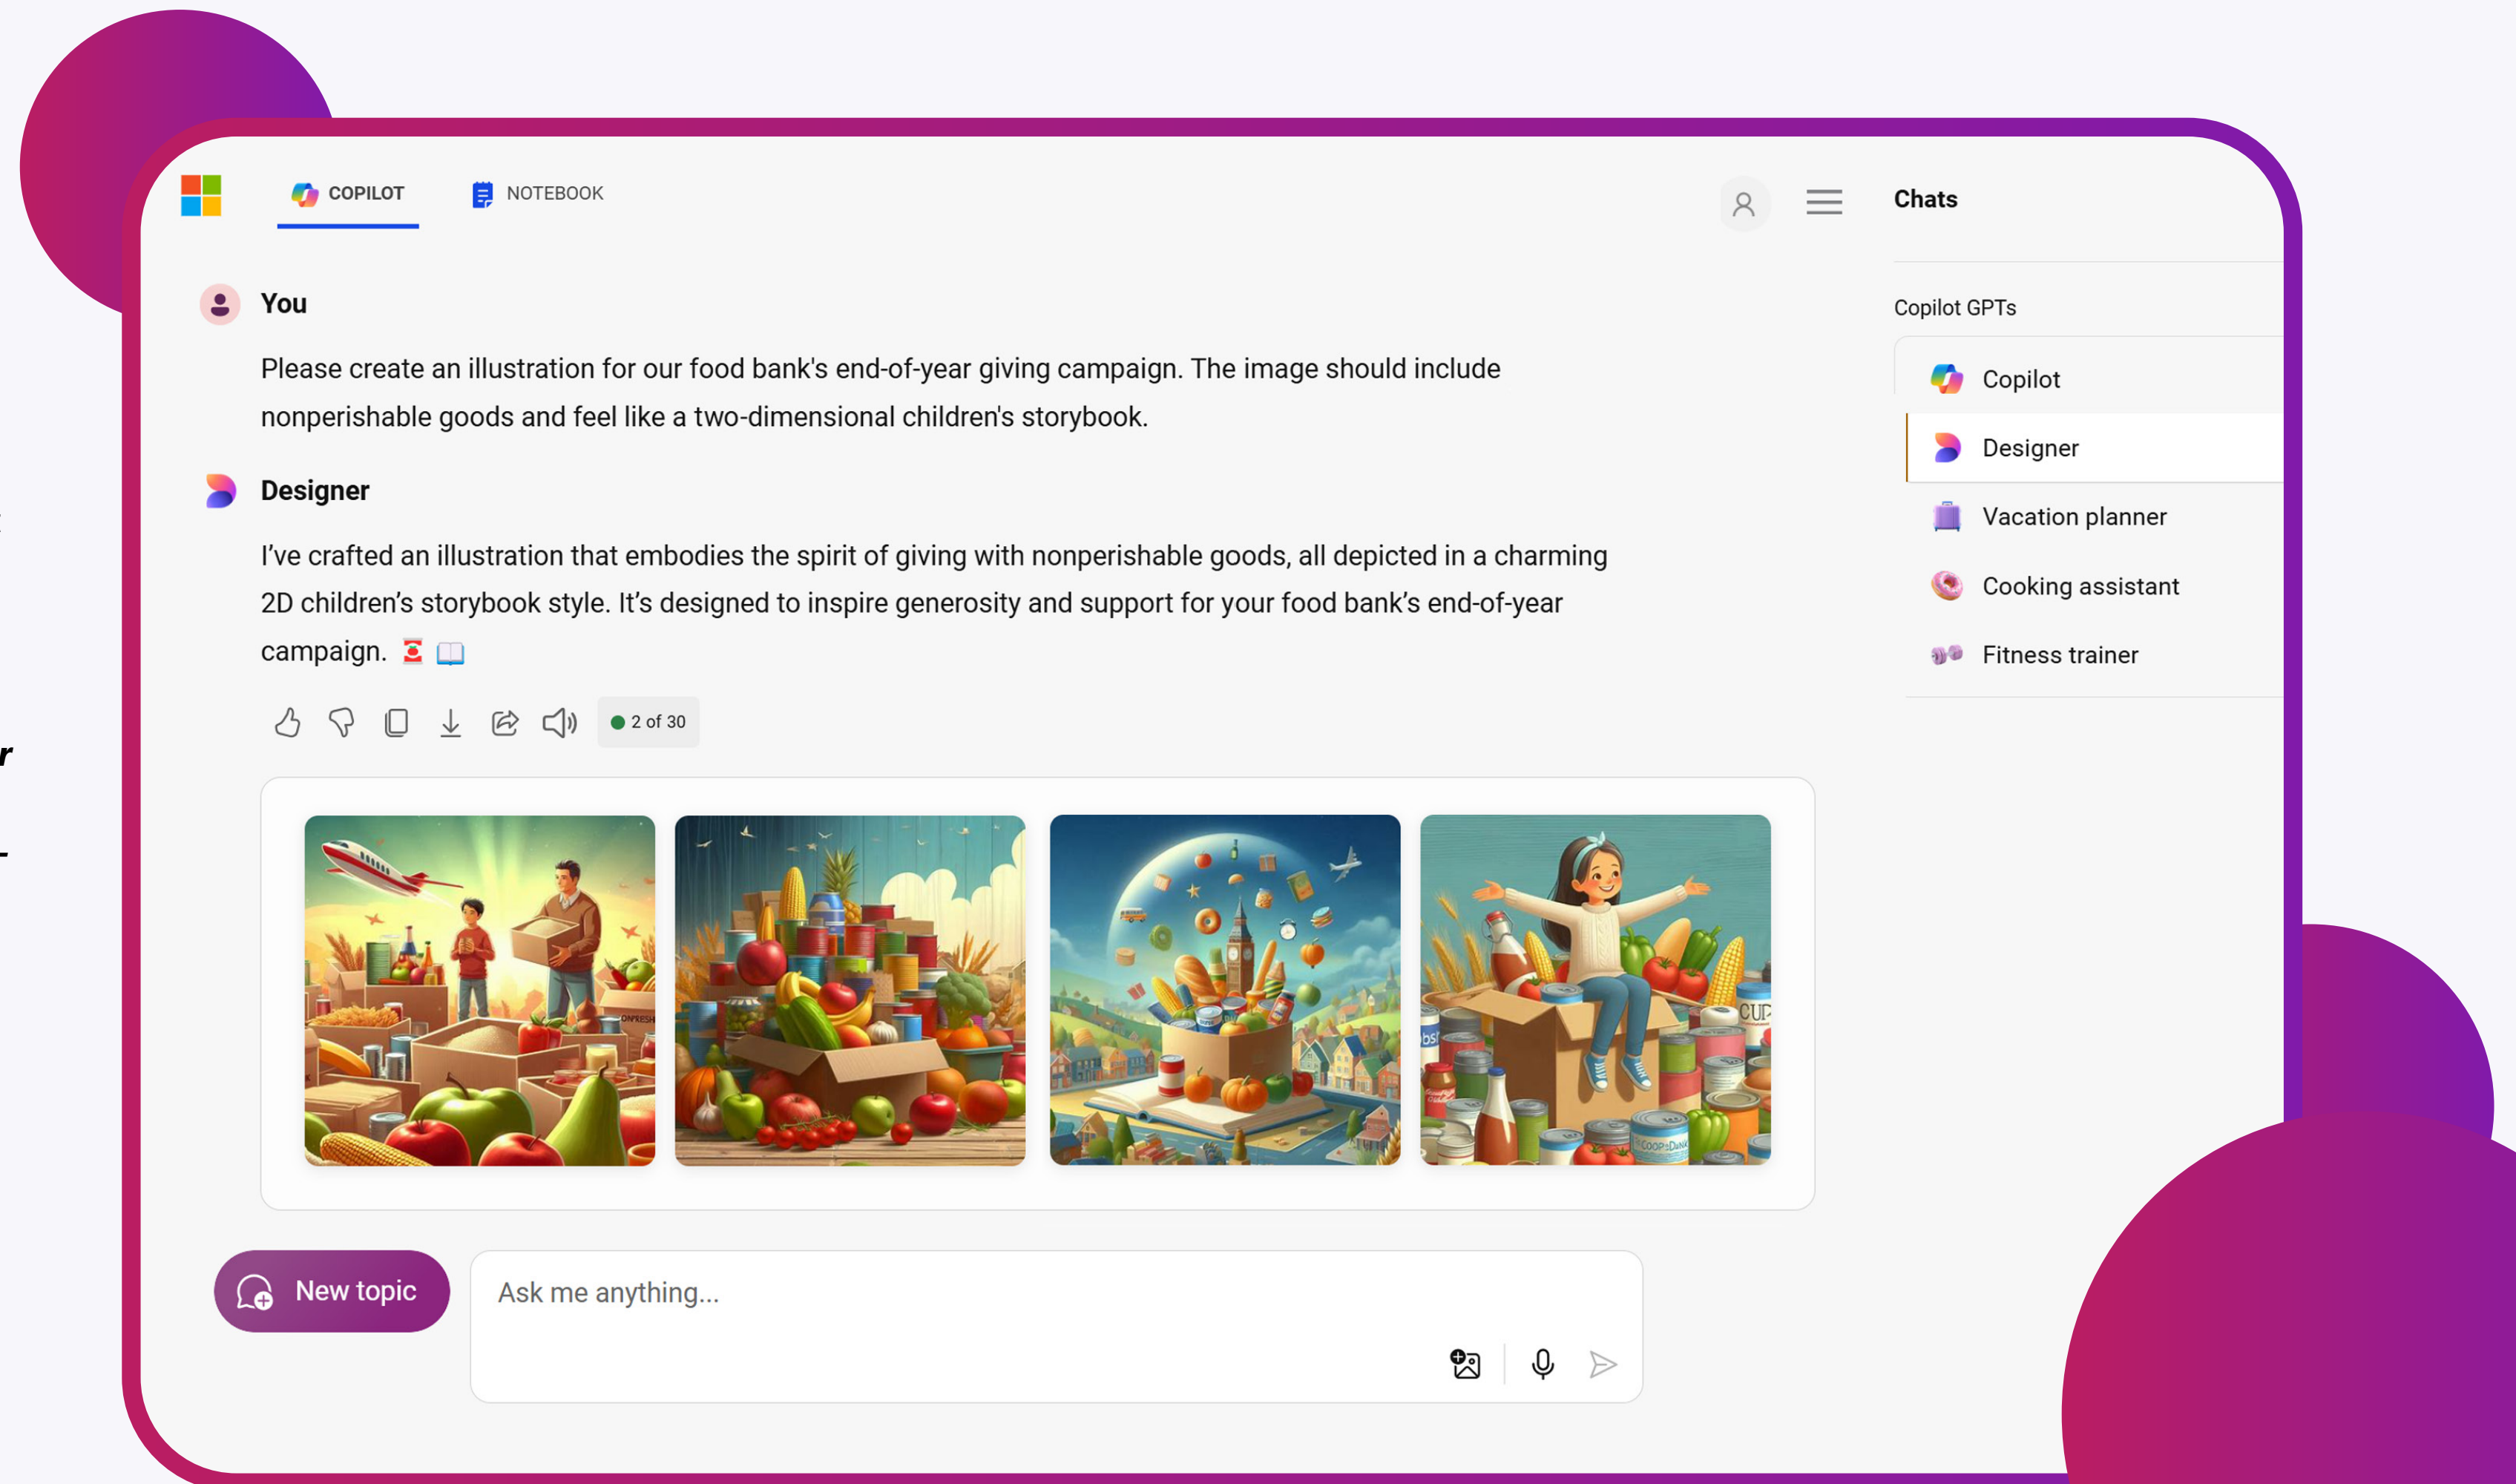 COPILOT
NOTEBOOK
Chats
You
Please create an illustration for our food bank's end-of-year giving campaign. The image should include
nonperishable goods and feel like a two-dimensional children's storybook.
Designer
I’ve crafted an illustration that embodies the spirit of giving with nonperishable goods, all depicted in a charming
2D children’s storybook style. It’s designed to inspire generosity and support for your food bank’s end-of-year
campaign.
2 of 30
CUP
New topic
Ask me anything...
Copilot GPTs
Copilot
Designer
Vacation planner
Cooking assistant
Fitness trainer
r
-